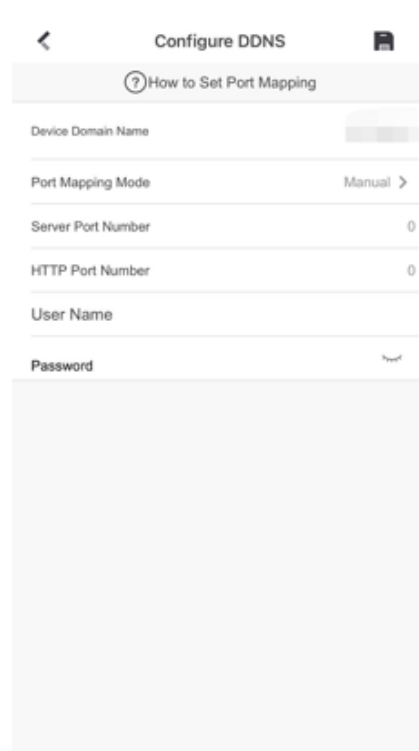 Configure DDNS
?How to Set Port Mapping
Device Domain Name
Port Mapping Mode Manual >
Server Port Number 0
HTTP Port Number 0
User Name
Password